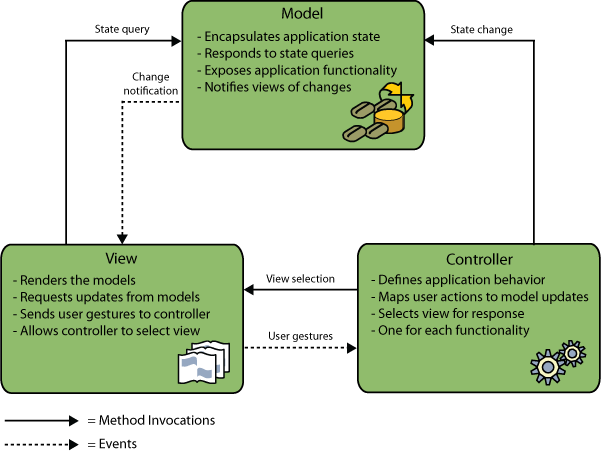 Model
- Encapsulates application state
- Responds to state queries
- Exposes application functionality
- Notifies views of changes
State query
State change
Change
notification
View
- Renders the models
- Requests updates from models
- Sends user gestures to controller
- Allows controller to select view
View selection
User gestures
Controller
- Defines application behavior
- Maps user actions to model updates
- Selects view for response
- One for each functionality
= Method Invocations
= Events